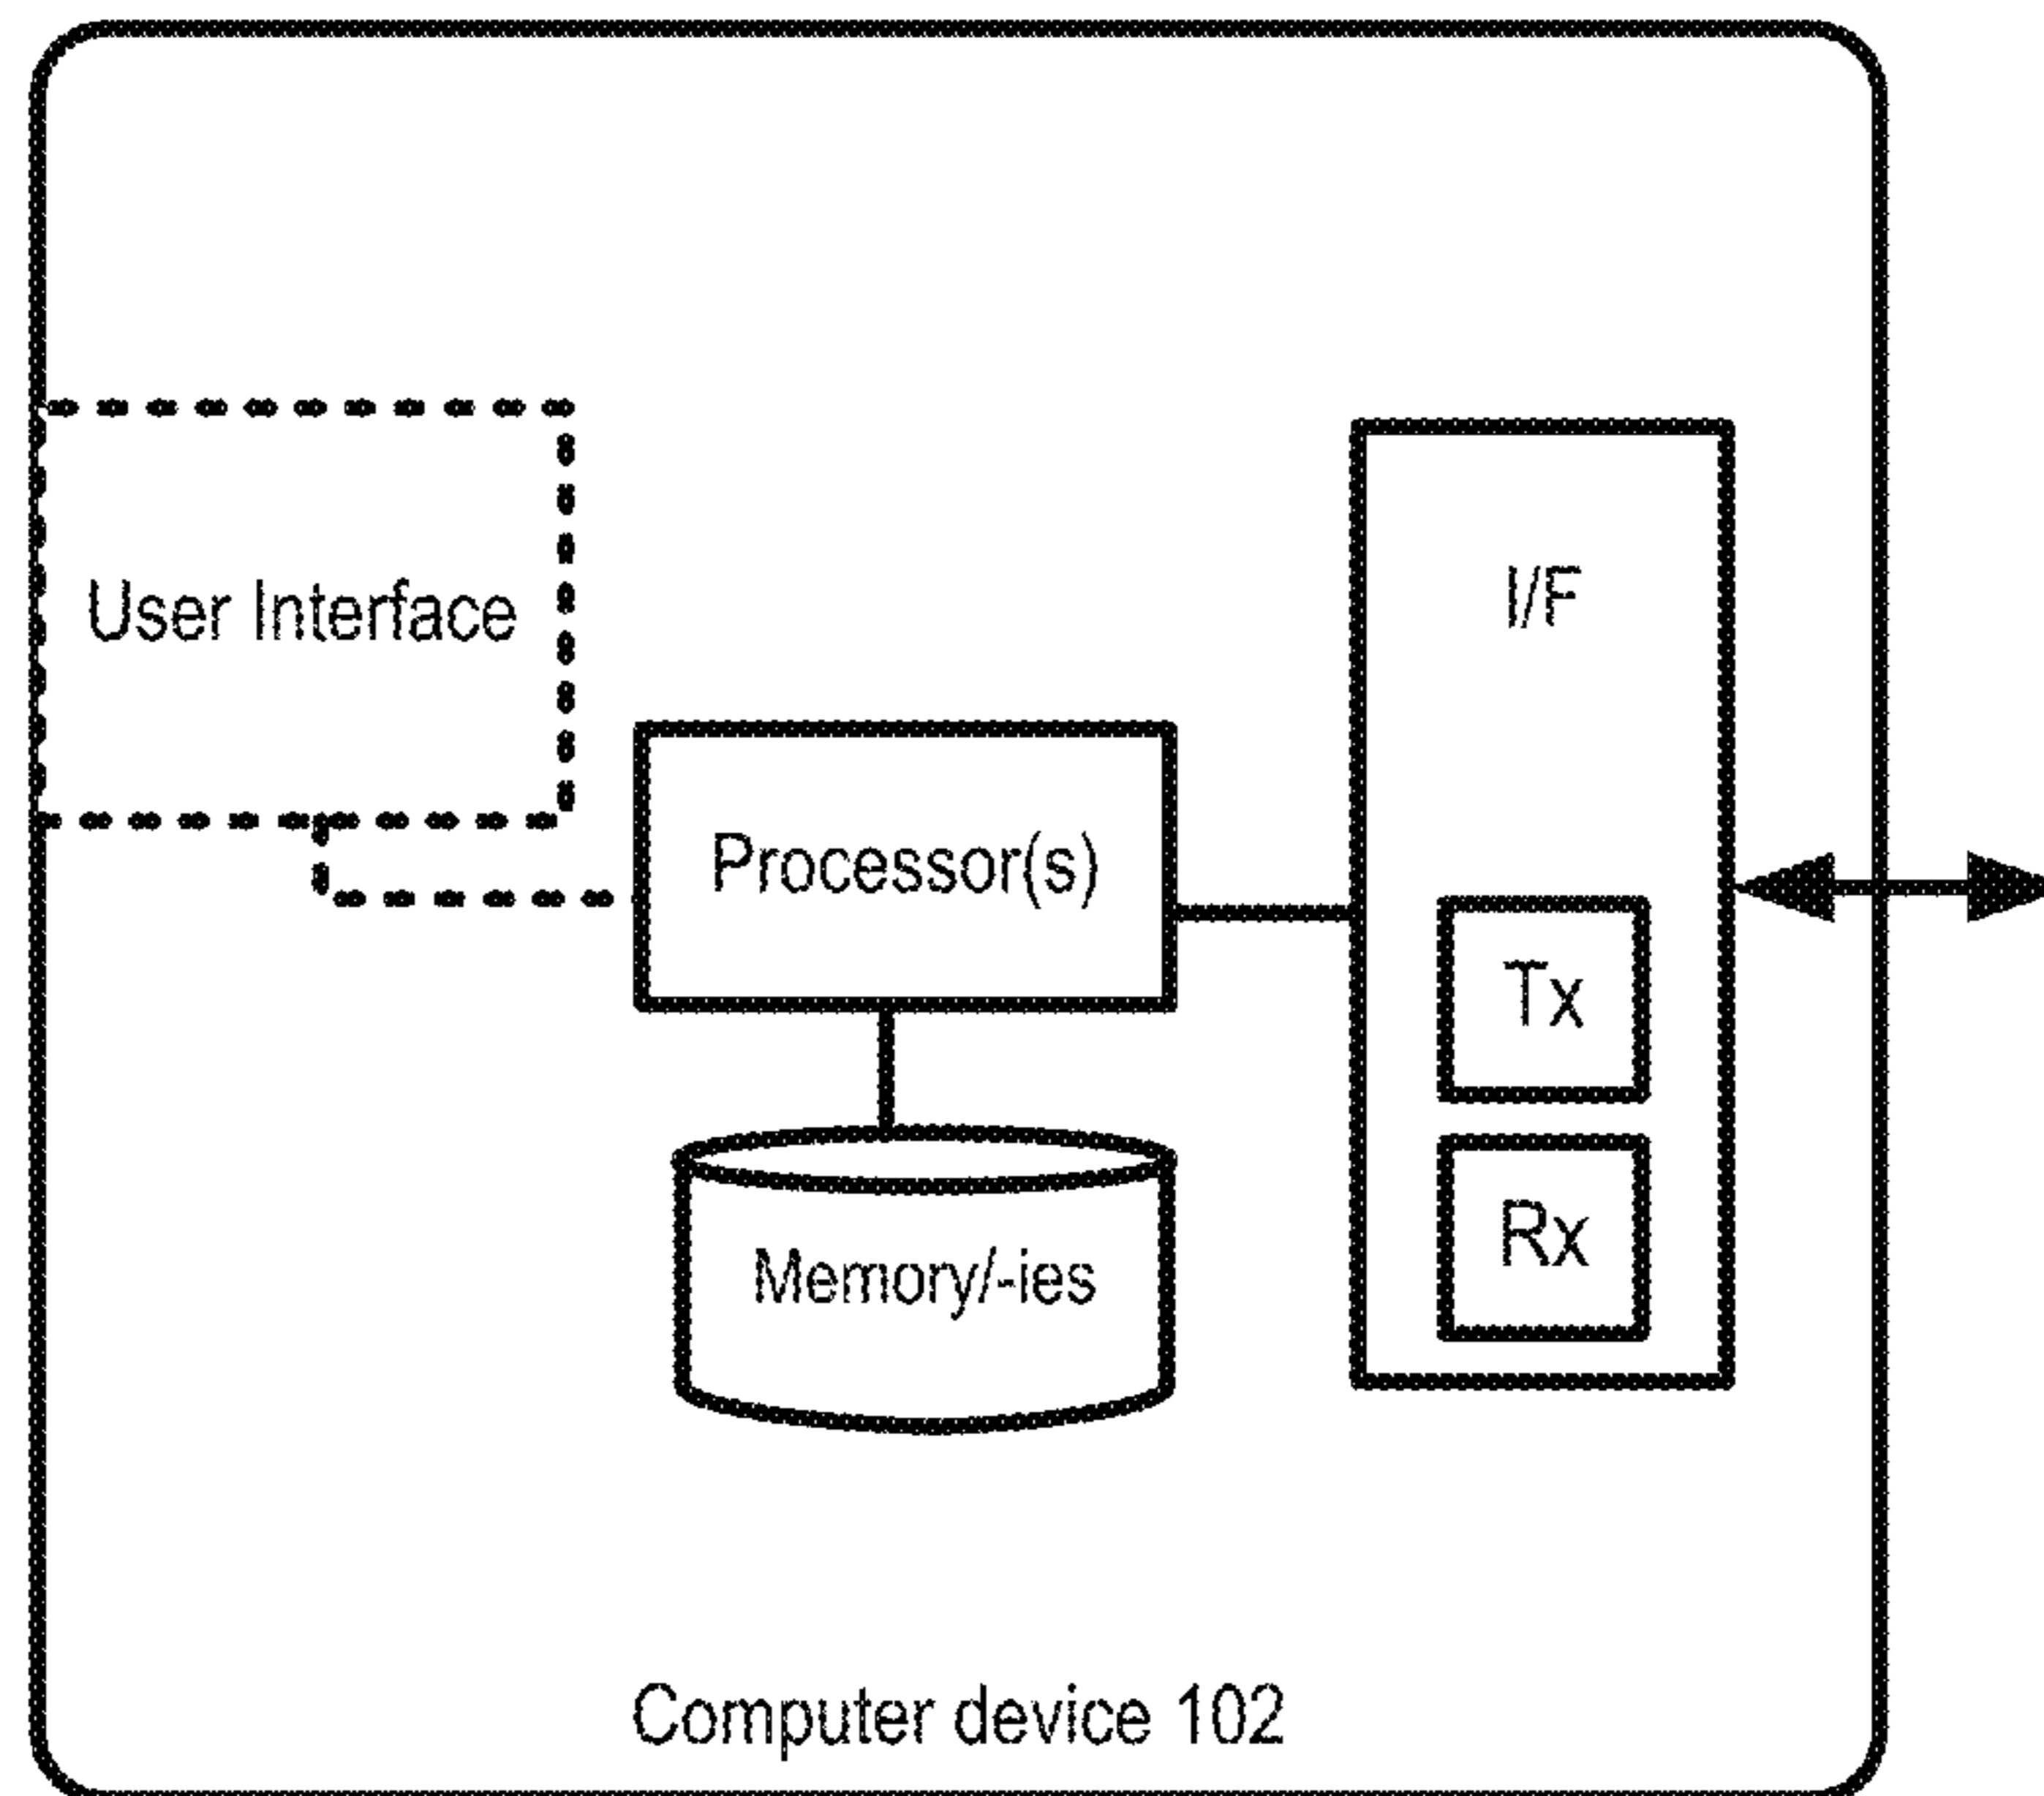 User Interface
I/F
Processor(s)
Tx
Rx
Memory/-ies
Computer device 102